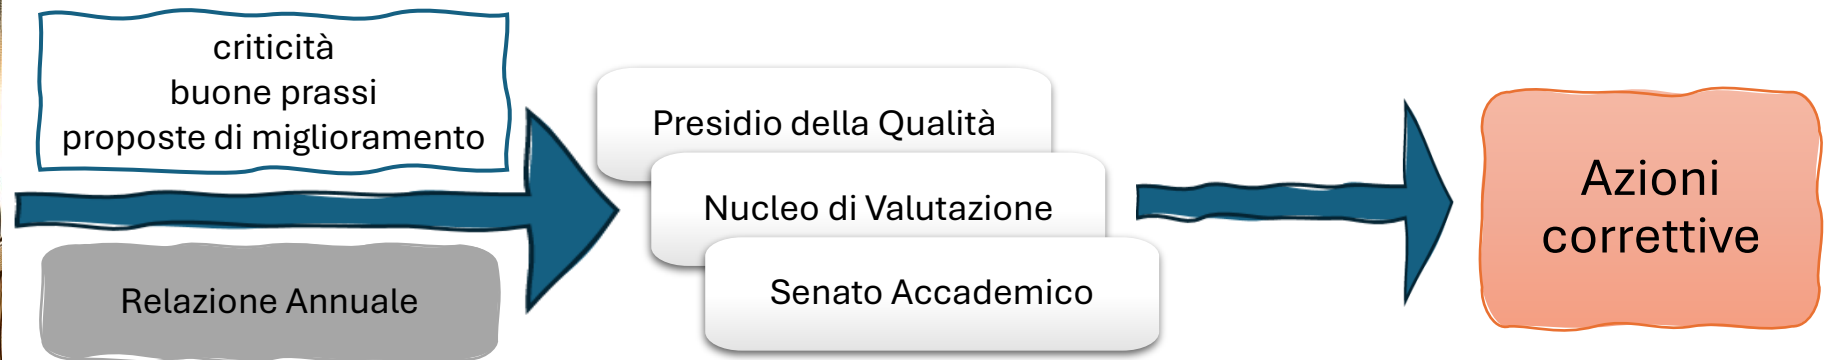 criticità
buone prassi
proposte di miglioramento
Relazione Annuale
Presidio della Qualità
Nucleo di Valutazione
Senato Accademico
Azioni
correttive